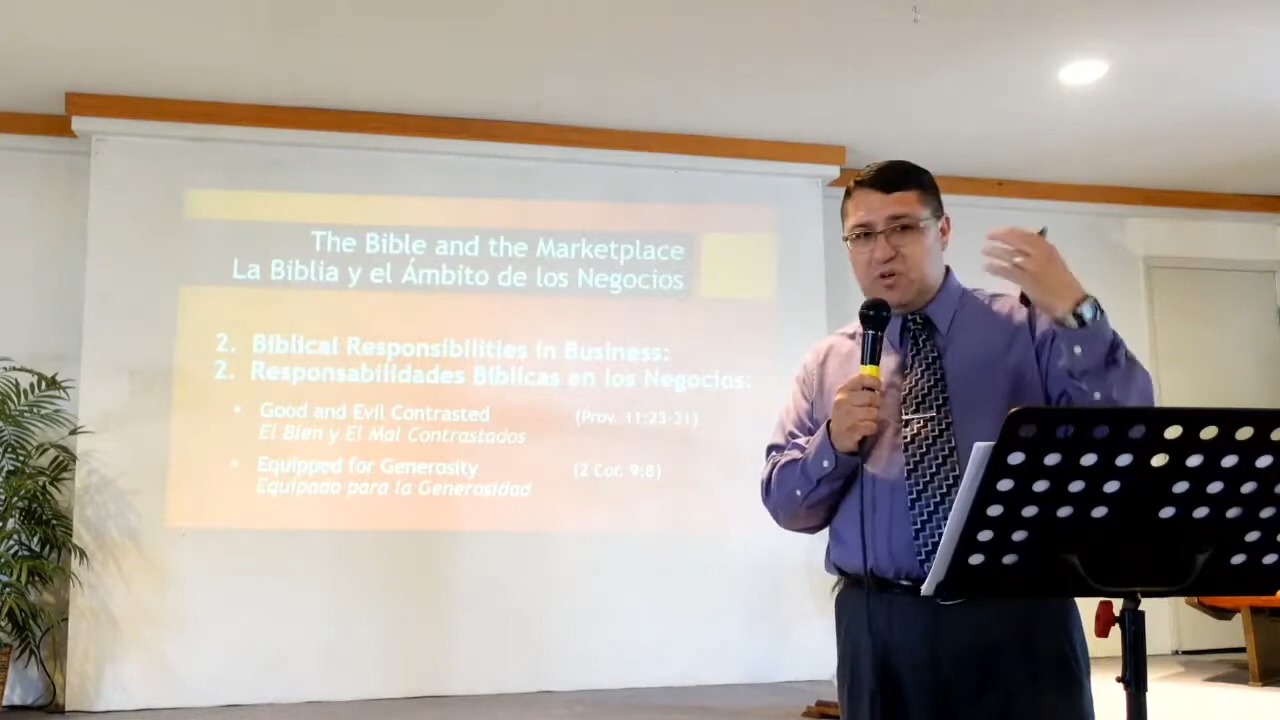 The Bible and the Marketplace
La Biblia y el Ámbito de los Negocios
2. Biblical Responsibilities in Business:
2. Responsabilidades Bíblicas en los Negocios:
• Good and Evil Contrasted (Prov. 11:23-31)
El Bien y El Mal Contrastados
• Equipped for Generosity (2 Cor. 9:8)
Equipado para la Generosidad